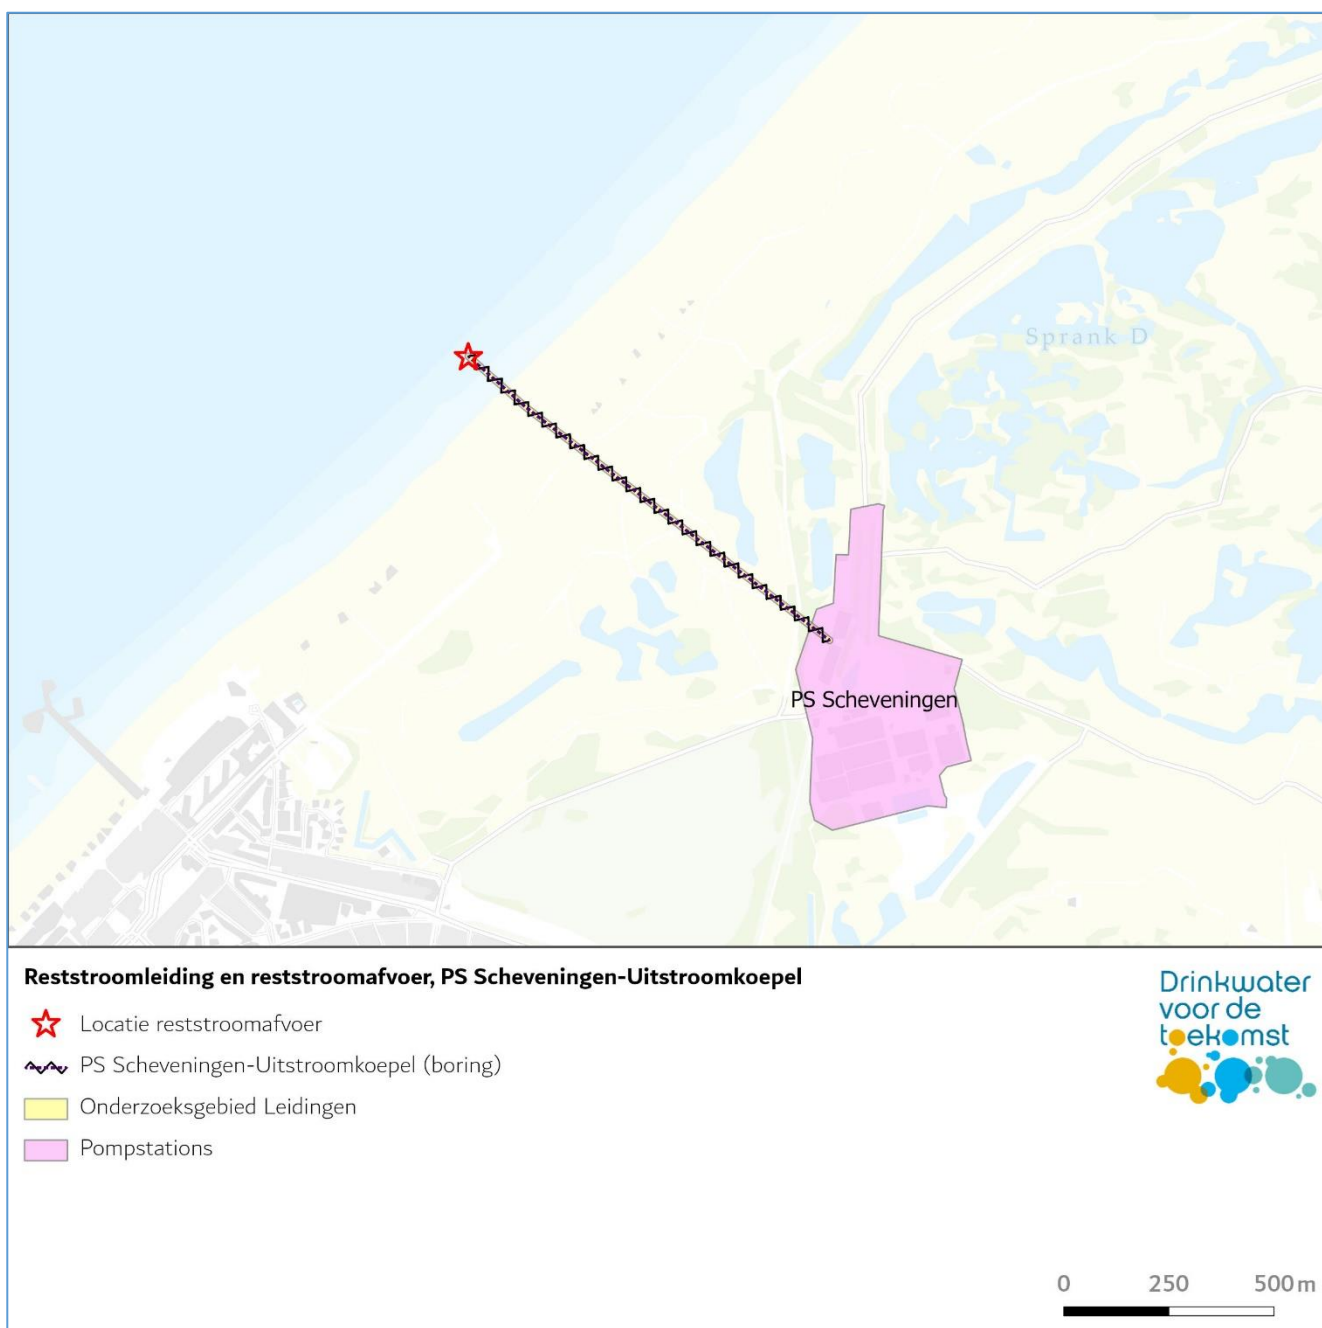 Sprank D
PS Scheveningen
Reststroomleiding en reststroomafvoer, PS Scheveningen-Uitstroomkoepel
Locatie reststroomafvoer
PS Scheveningen-Uitstroomkoepel (boring)
Onderzoeksgebied Leidingen
Pompstations
Drinkwater
voor de
toekomst
0 250 500 m